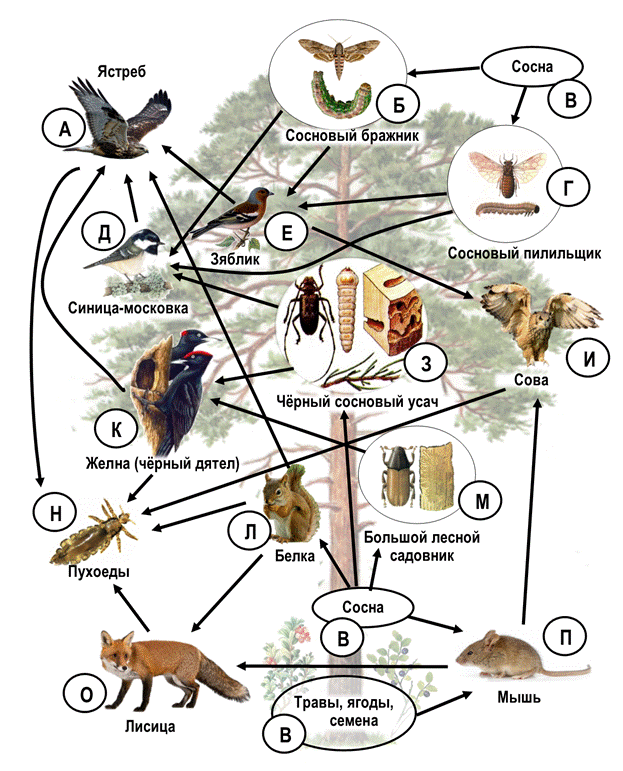 Ястреб
А
Сосновый бражник
Б
Сосна
В
Сосновый пилильщик
Г
Синица-московка
Д
Зяблик
Е
Чёрный сосновый усач
З
Сова
И
Желна (чёрный дятел)
К
Пухоеды
Н
Белка
Л
Большой лесной
садовник
М
Сосна
В
Мышь
П
Лисица
О
Травы, ягоды,
семена
В